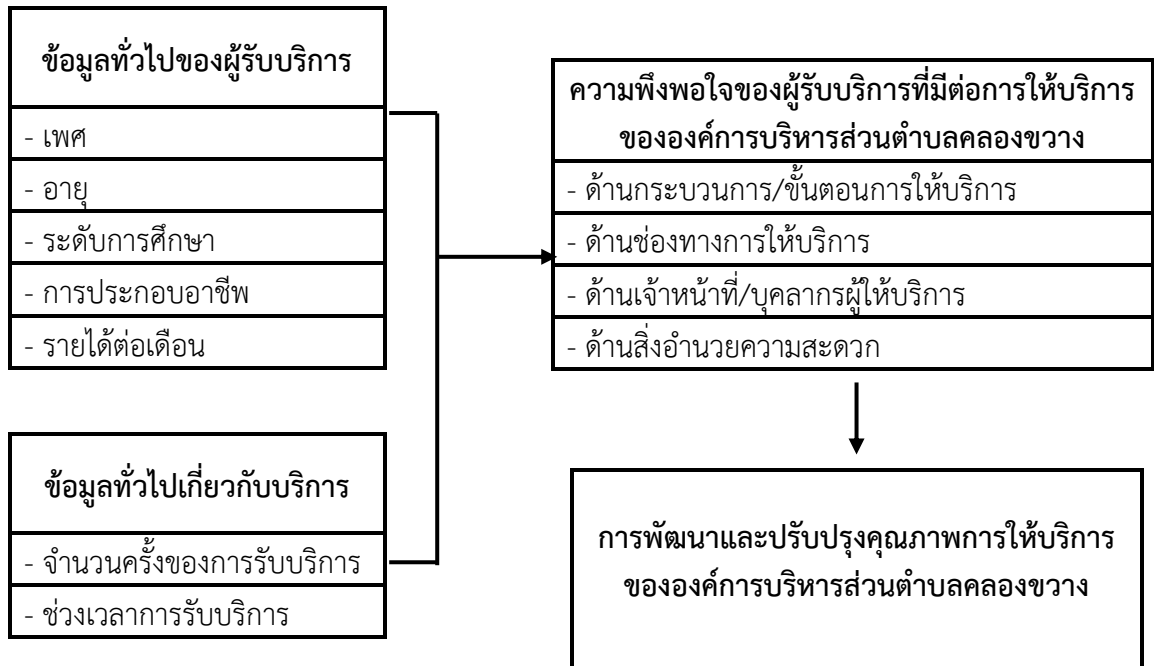 ข้อมูลทั่วไปของผู้รับบริการ
- เพศ
- อายุ
- ระดับการศึกษา
- การประกอบอาชีพ
- รายได้ต่อเดือน
ข้อมูลทั่วไปเกี่ยวกับบริการ
- จำนวนครั้งของการรับบริการ
- ช่วงเวลาการรับบริการ
ความพึงพอใจของผู้รับบริการที่มีต่อการให้บริการ
ขององค์การบริหารส่วนตำบลคลองขวาง
- ด้านกระบวนการ/ขั้นตอนการให้บริการ
- ด้านช่องทางการให้บริการ
- ด้านเจ้าหน้าที่/บุคลากรผู้ให้บริการ
- ด้านสิ่งอำนวยความสะดวก
การพัฒนาและปรับปรุงคุณภาพการให้บริการ
ขององค์การบริหารส่วนตำบลคลองขวาง